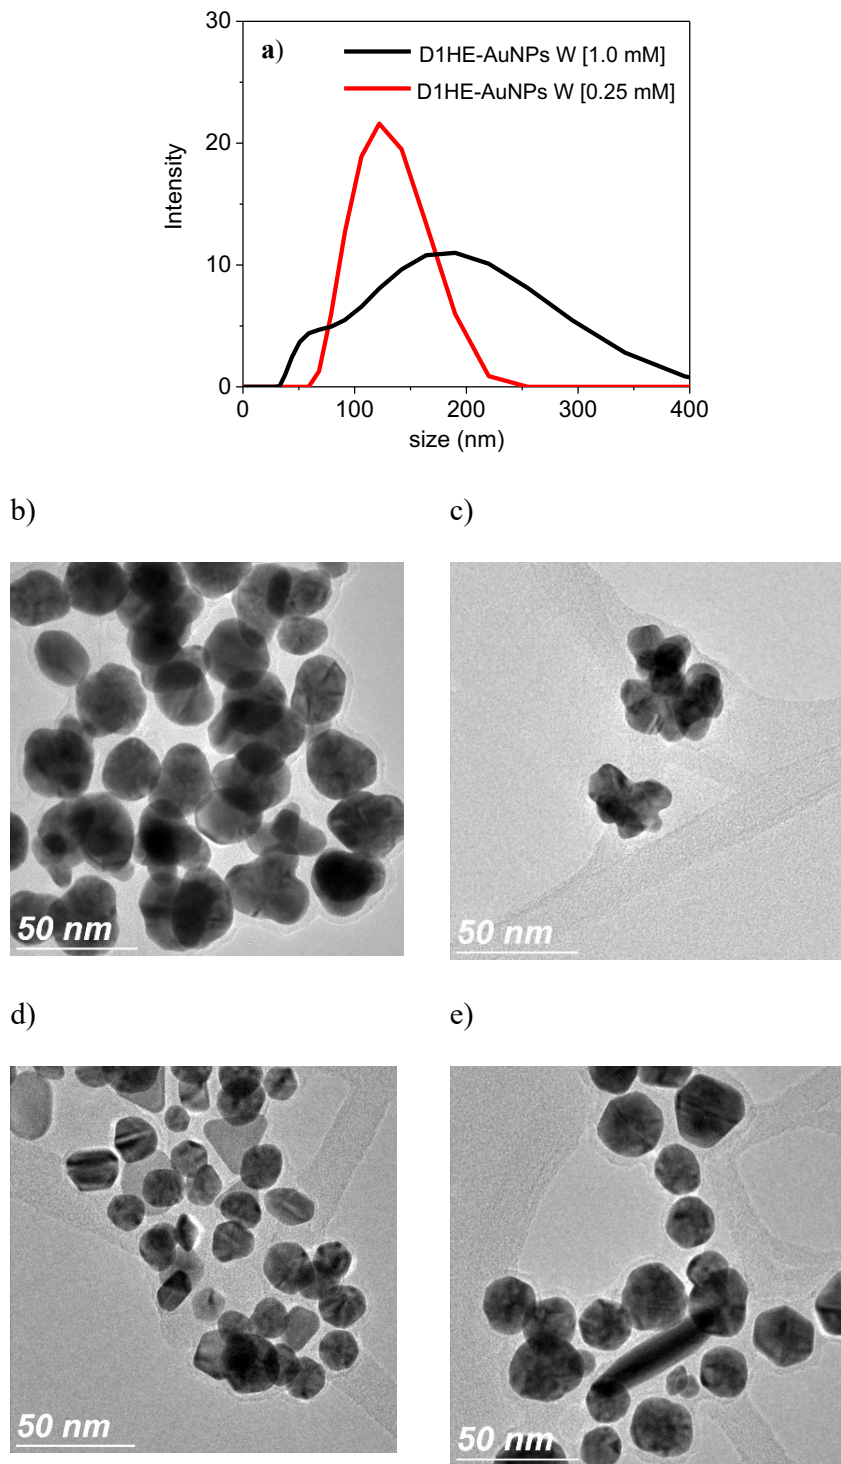 30
a)
D1HE-AuNPs W [1.0 mM]
D1HE-AuNPs W [0.25 mM]
20
Intensity
10
0
0 100 200 300 400
size (nm)
b) c)
50 nm 50 nm
d) e)
50 nm 50 nm